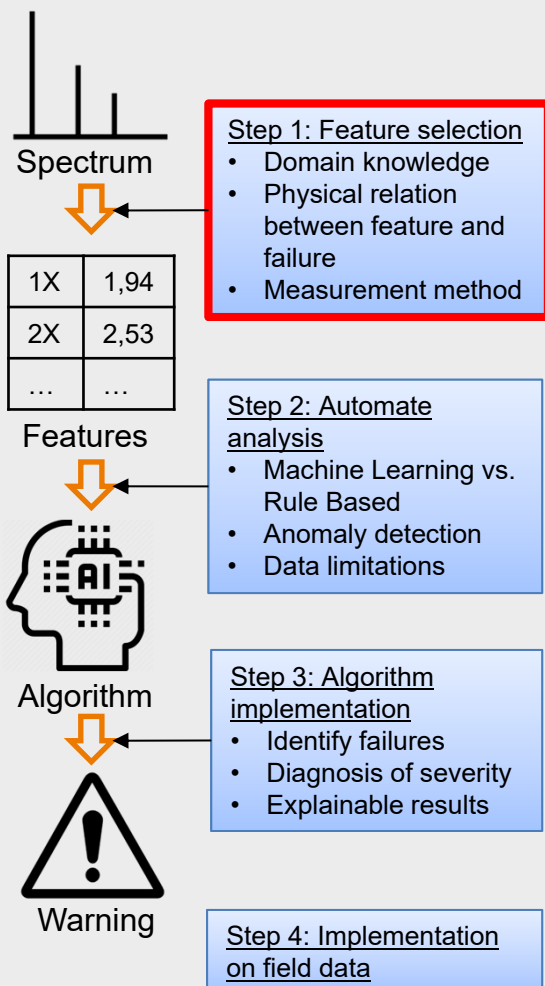 Spectrum
Step 1: Feature selection
• Domain knowledge
• Physical relation
between feature and
failure
• Measurement method
1X 1,94
2X 2,53
... ...
Features
Step 2: Automate
analysis
• Machine Learning vs.
Rule Based
• Anomaly detection
• Data limitations
AI
Algorithm
Step 3: Algorithm
implementation
• Identify failures
• Diagnosis of severity
• Explainable results
Warning
Step 4: Implementation
on field data